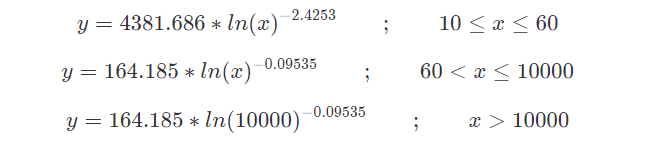 y = 4381.686 * ln(x)^{-2.4253} ; 10 ≤ x ≤ 60
y = 164.185 * ln(x)^{-0.09535} ; 60 < x ≤ 10000
y = 164.185 * ln(10000)^{-0.09535} ; x > 10000